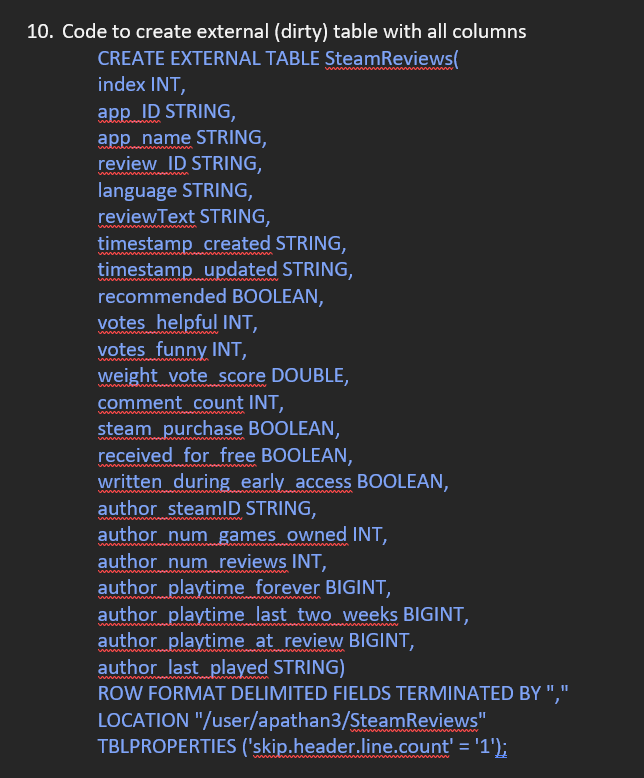 10. Code to create external (dirty) table with all columns
CREATE EXTERNAL TABLE SteamReviews(
index INT,
app_ID STRING,
app_name STRING,
review_ID STRING,
language STRING,
reviewText STRING,
timestamp_created STRING,
timestamp_updated STRING,
recommended BOOLEAN,
votes_helpful INT,
votes_funny INT,
weight_vote_score DOUBLE,
comment_count INT,
steam_purchase BOOLEAN,
received_for_free BOOLEAN,
written_during_early_access BOOLEAN,
author_steamID STRING,
author_num_games_owned INT,
author_num_reviews INT,
author_playtime_forever BIGINT,
author_playtime_last_two_weeks BIGINT,
author_playtime_at_review BIGINT,
author_last_played STRING)
ROW FORMAT DELIMITED FIELDS TERMINATED BY ","
LOCATION "/user/apathan3/SteamReviews"
TBLPROPERTIES ('skip.header.line.count' = '1');